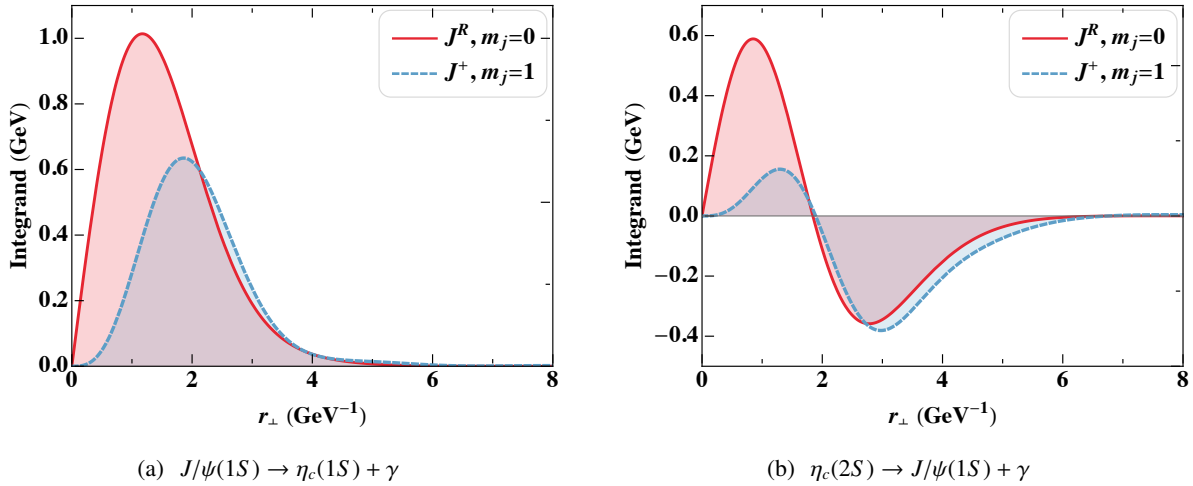 1.0
0.8
0.6
0.4
0.2
0.0
Integrand (GeV)
J^R, m_j=0
J^+, m_j=1
0 2 4 6 8
r_⊥ (GeV^−1)
(a) J/ψ(1S) → η_c(1S) + γ
0.6
0.4
0.2
0.0
−0.2
−0.4
Integrand (GeV)
J^R, m_j=0
J^+, m_j=1
0 2 4 6 8
r_⊥ (GeV^−1)
(b) η_c(2S) → J/ψ(1S) + γ